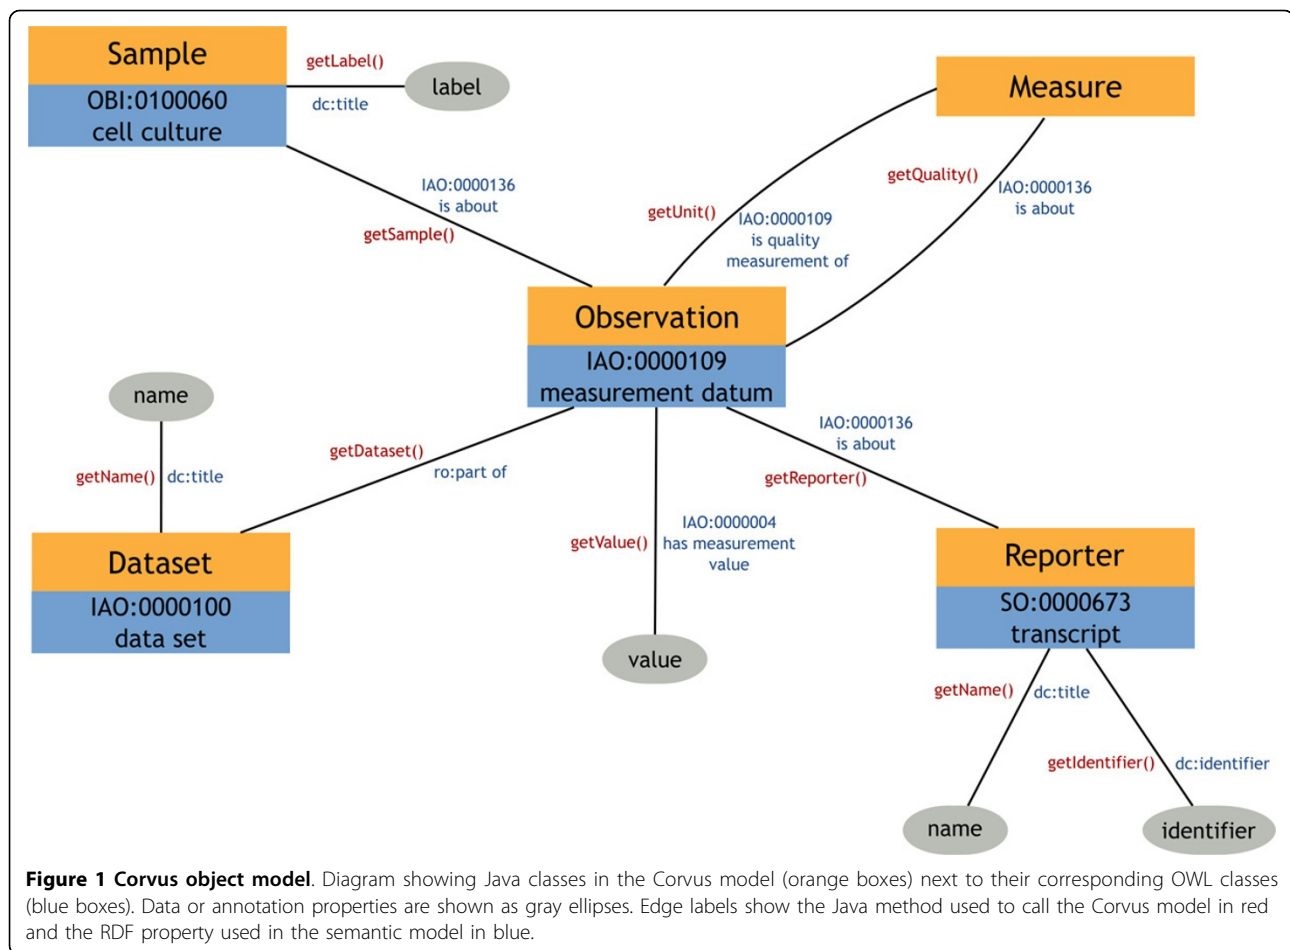 Sample
OBI:0100060
cell culture
getLabel()
dc:title
label
Measure
IAO:0000136
is about
getSample()
getUnit()
IAO:0000109
is quality
measurement of
getQuality()
IAO:0000136
is about
Observation
IAO:0000109
measurement datum
name
getName()
dc:title
getDataset()
ro:part of
IAO:0000136
is about
getReporter()
getValue()
IAO:0000004
has measurement
value
Dataset
IAO:0000100
data set
Reporter
SO:0000673
transcript
value
getName()
dc:title
getIdentifier()
dc:identifier
name
identifier
Figure 1 Corvus object model. Diagram showing Java classes in the Corvus model (orange boxes) next to their corresponding OWL classes
(blue boxes). Data or annotation properties are shown as gray ellipses. Edge labels show the Java method used to call the Corvus model in red
and the RDF property used in the semantic model in blue.